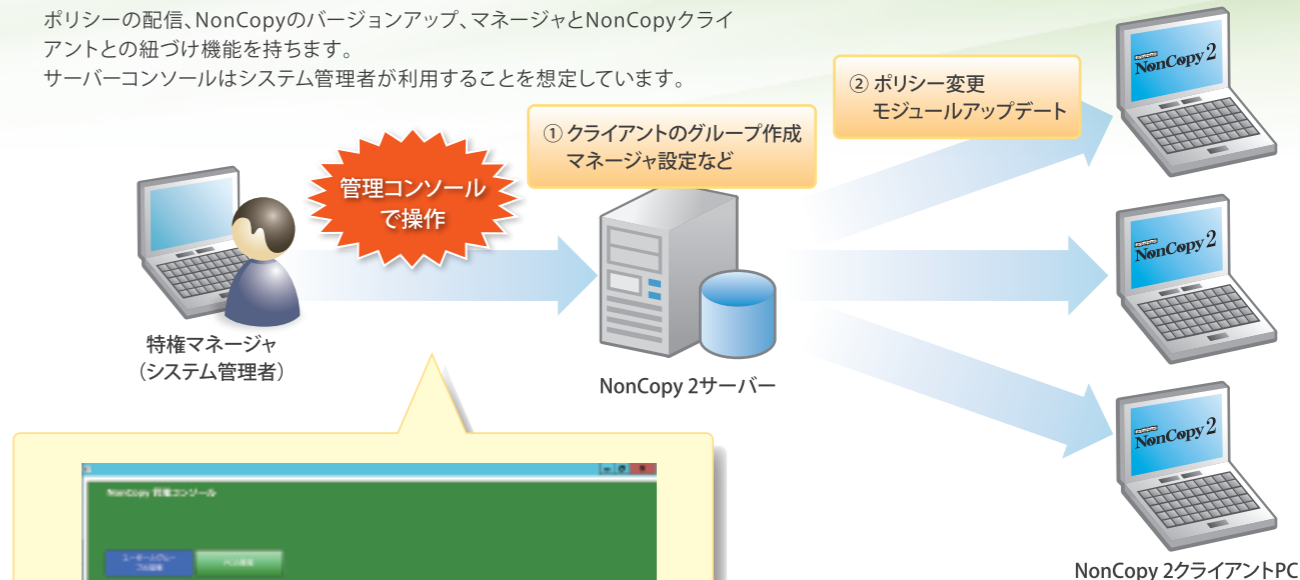 ポリシーの配信、NonCopyのバージョンアップ、マネージャとNonCopyクライ
アントとの紐づけ機能を持ちます。
サーバーコンソールはシステム管理者が利用することを想定しています。
② ポリシー変更
モジュールアップデート
① クライアントのグループ作成
マネージャ設定など
管理コンソール
で操作
NonCopy 2
NonCopy 2
NonCopy 2
特権マネージャ
（システム管理者）
NonCopy 2サーバー
NonCopy 2クライアントPC
NonCopy 管理コンソール